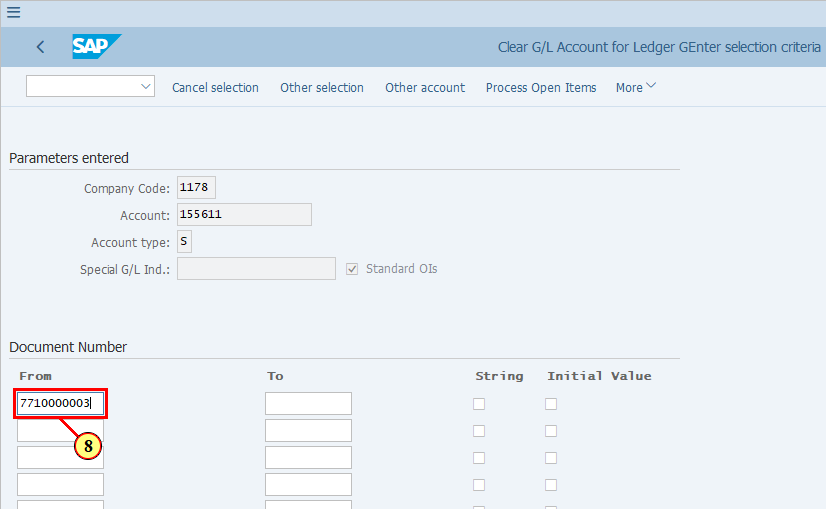 SAP
Clear G/L Account for Ledger GEnter selection criteria
Cancel selection Other selection Other account Process Open Items More
Parameters entered
Company Code: 1178
Account: 155611
Account type: S
Special G/L Ind.: Standard OIs
Document Number
From To String Initial Value
7710000003
8